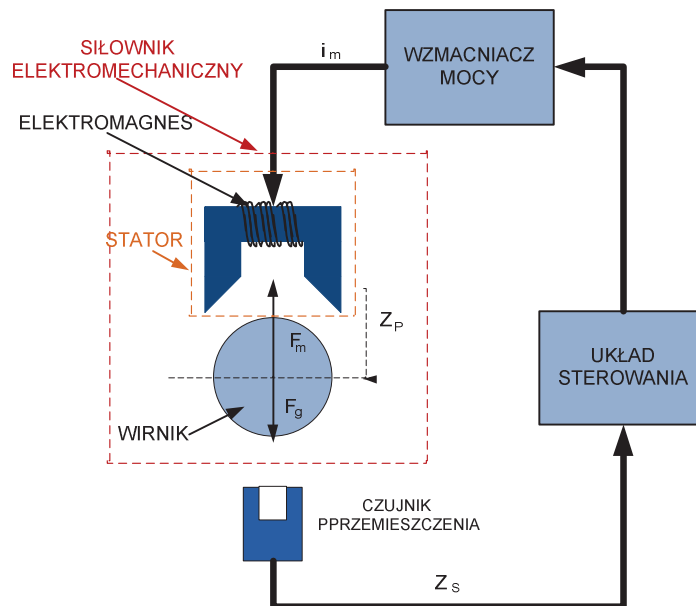 SIŁOWNIK
ELEKTROMECHANICZNY
i m
WZMACNIACZ
MOCY
ELEKTROMAGNES
STATOR
Z P
F m
UKŁAD
STEROWANIA
F g
WIRNIK
CZUJNIK
PPRZEMIESZCZENIA
Z S